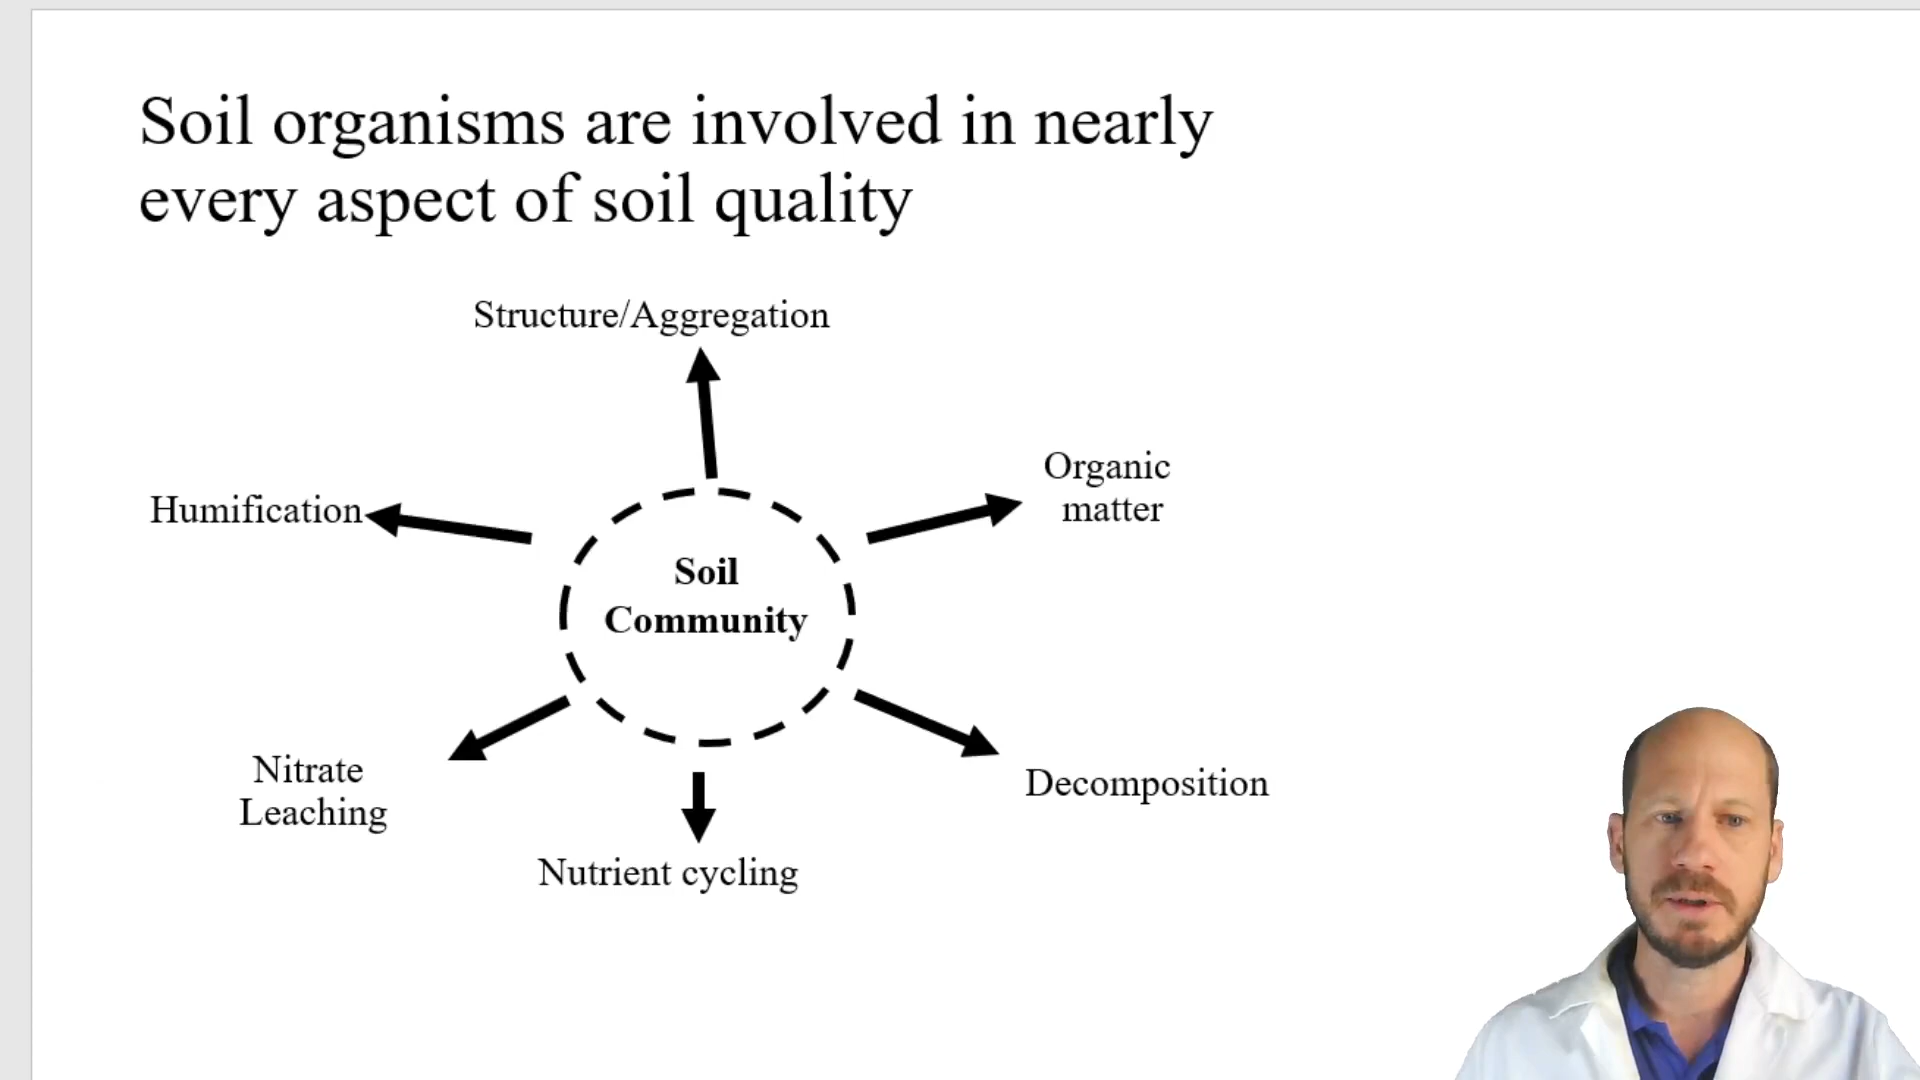 Soil organisms are involved in nearly
every aspect of soil quality
Structure/Aggregation
Organic
matter
Humification
Soil
Community
Nitrate
Leaching
Decomposition
Nutrient cycling